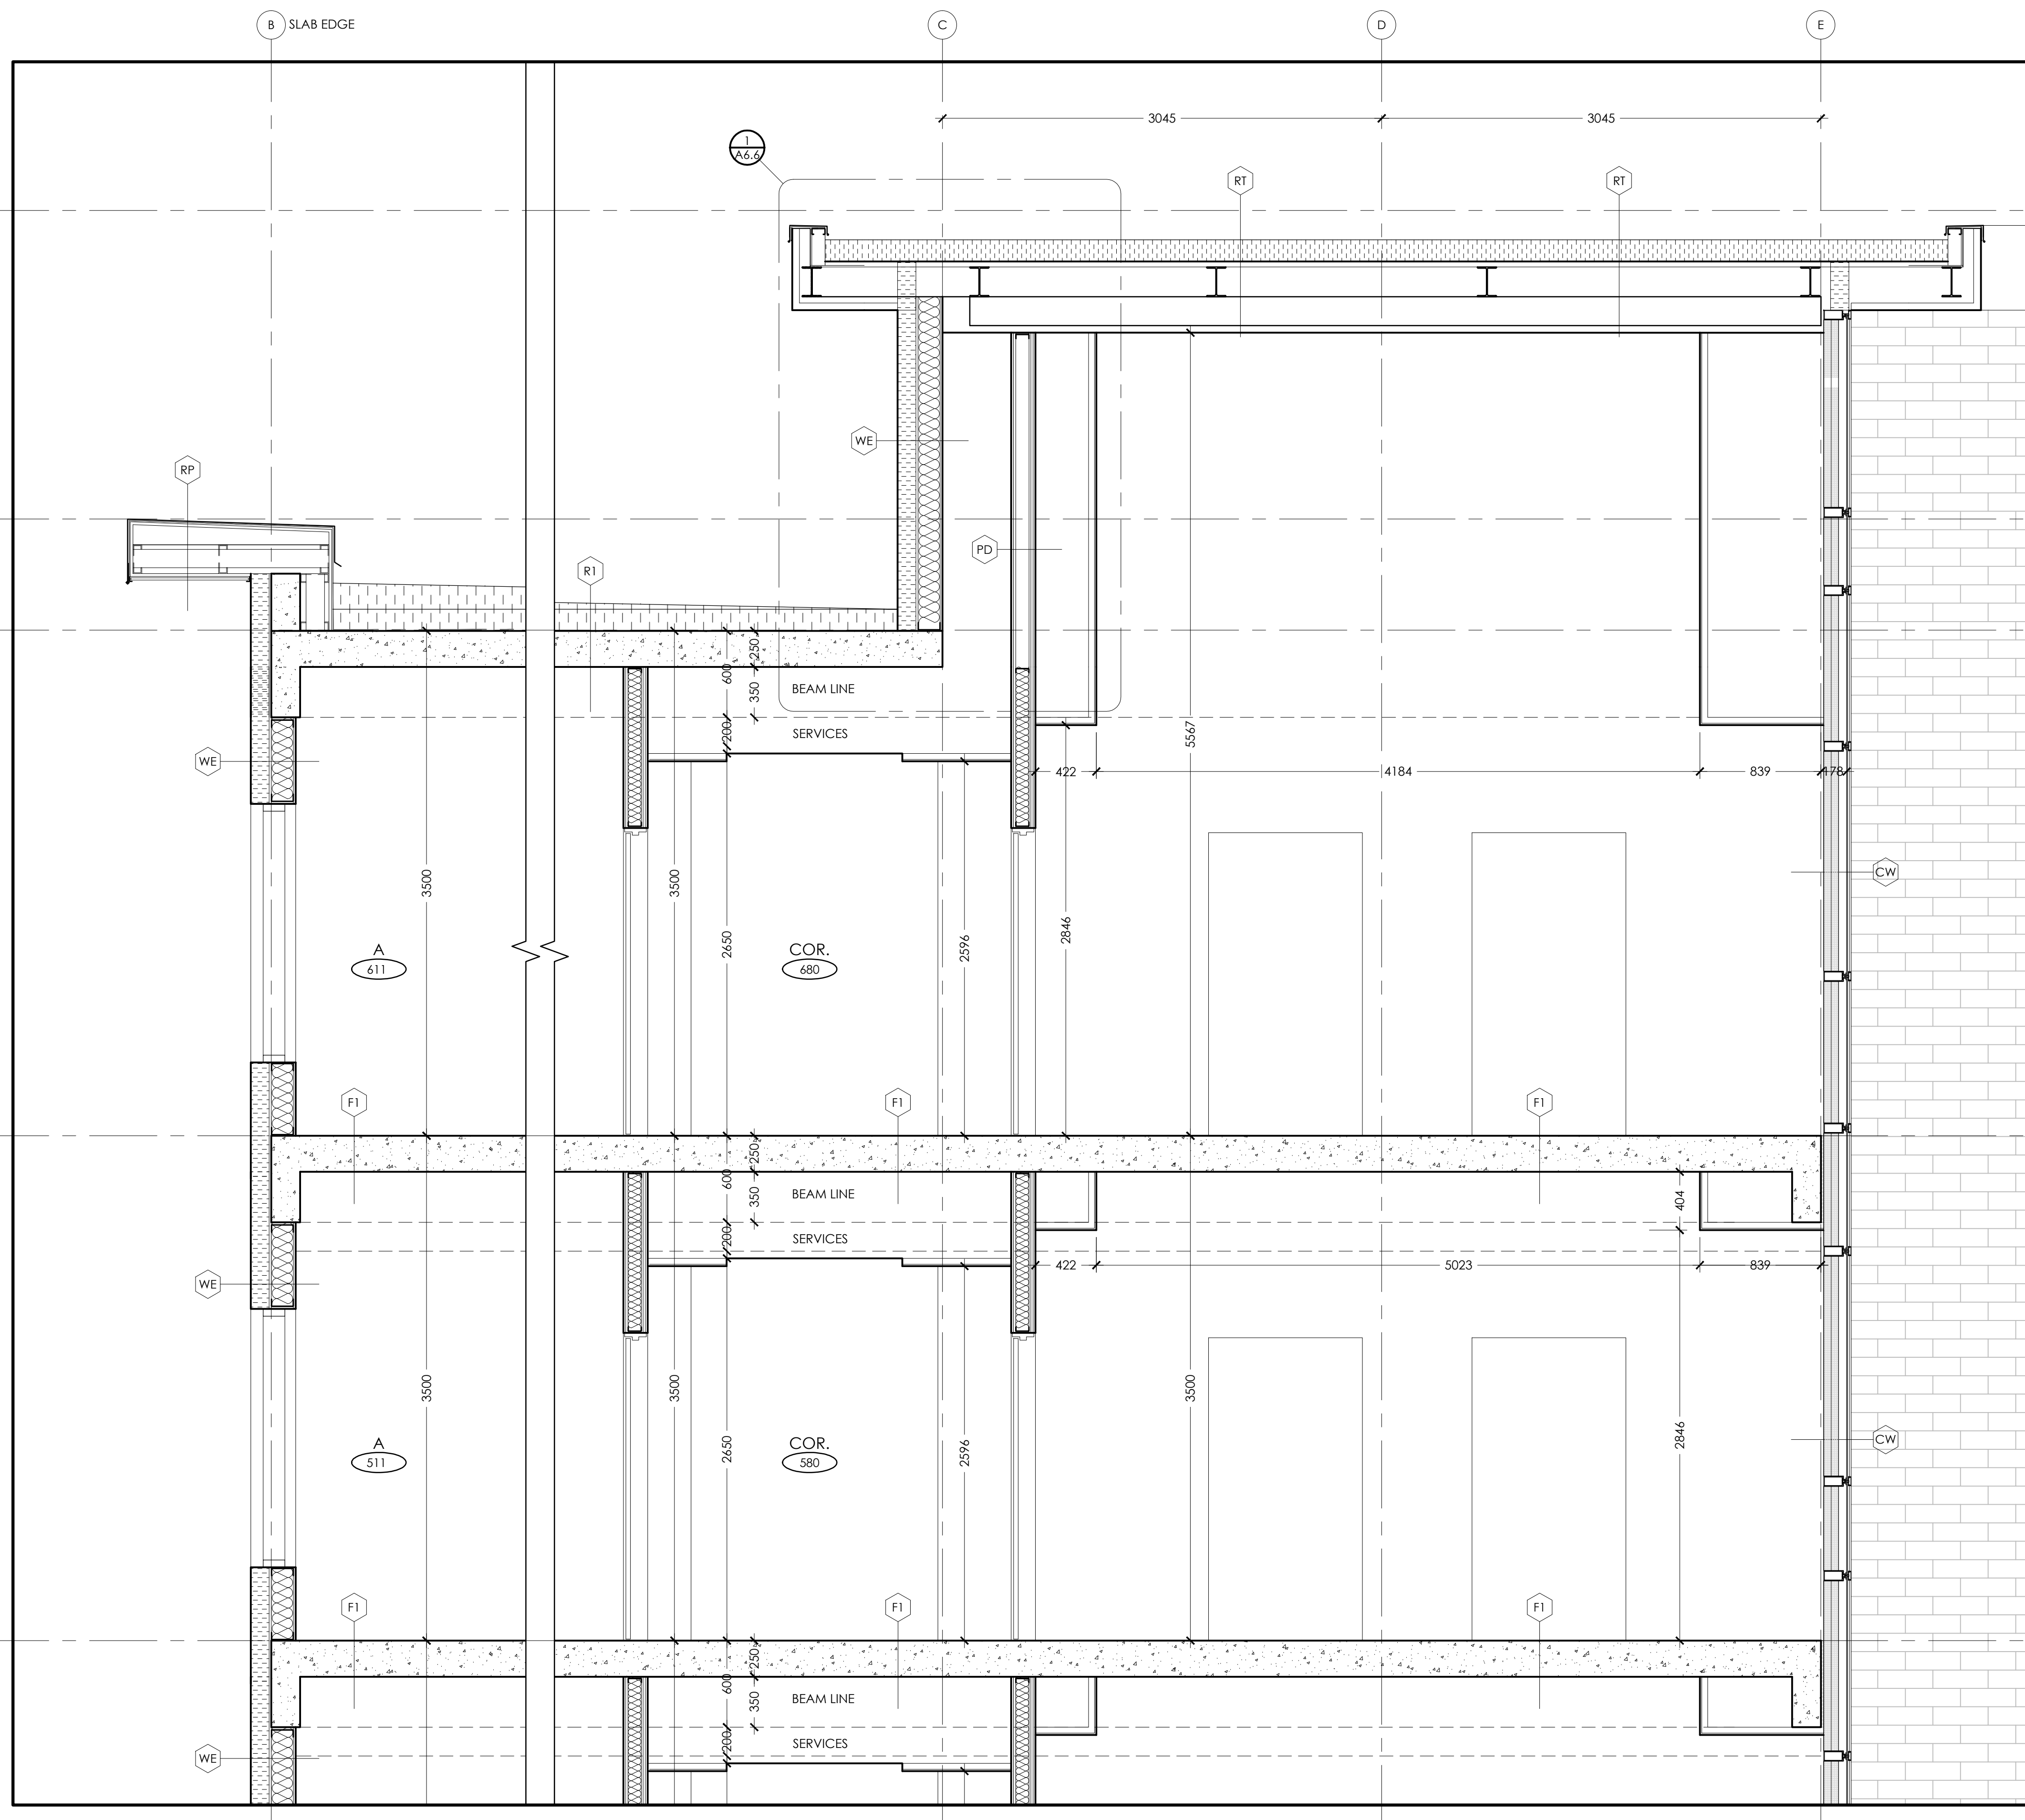 B SLAB EDGE
C
D
E
3045
3045
1
A6.6
RT
RT
WE
RP
PD
R1
250
600
350
BEAM LINE
200
SERVICES
5567
WE
422
4184
839
178
CW
3500
3500
2650
2596
2846
A
611
COR.
680
F1
F1
F1
250
600
350
BEAM LINE
404
200
SERVICES
422
5023
839
WE
3500
3500
2650
2596
3500
2846
CW
A
511
COR.
580
F1
F1
F1
250
600
350
BEAM LINE
200
SERVICES
WE